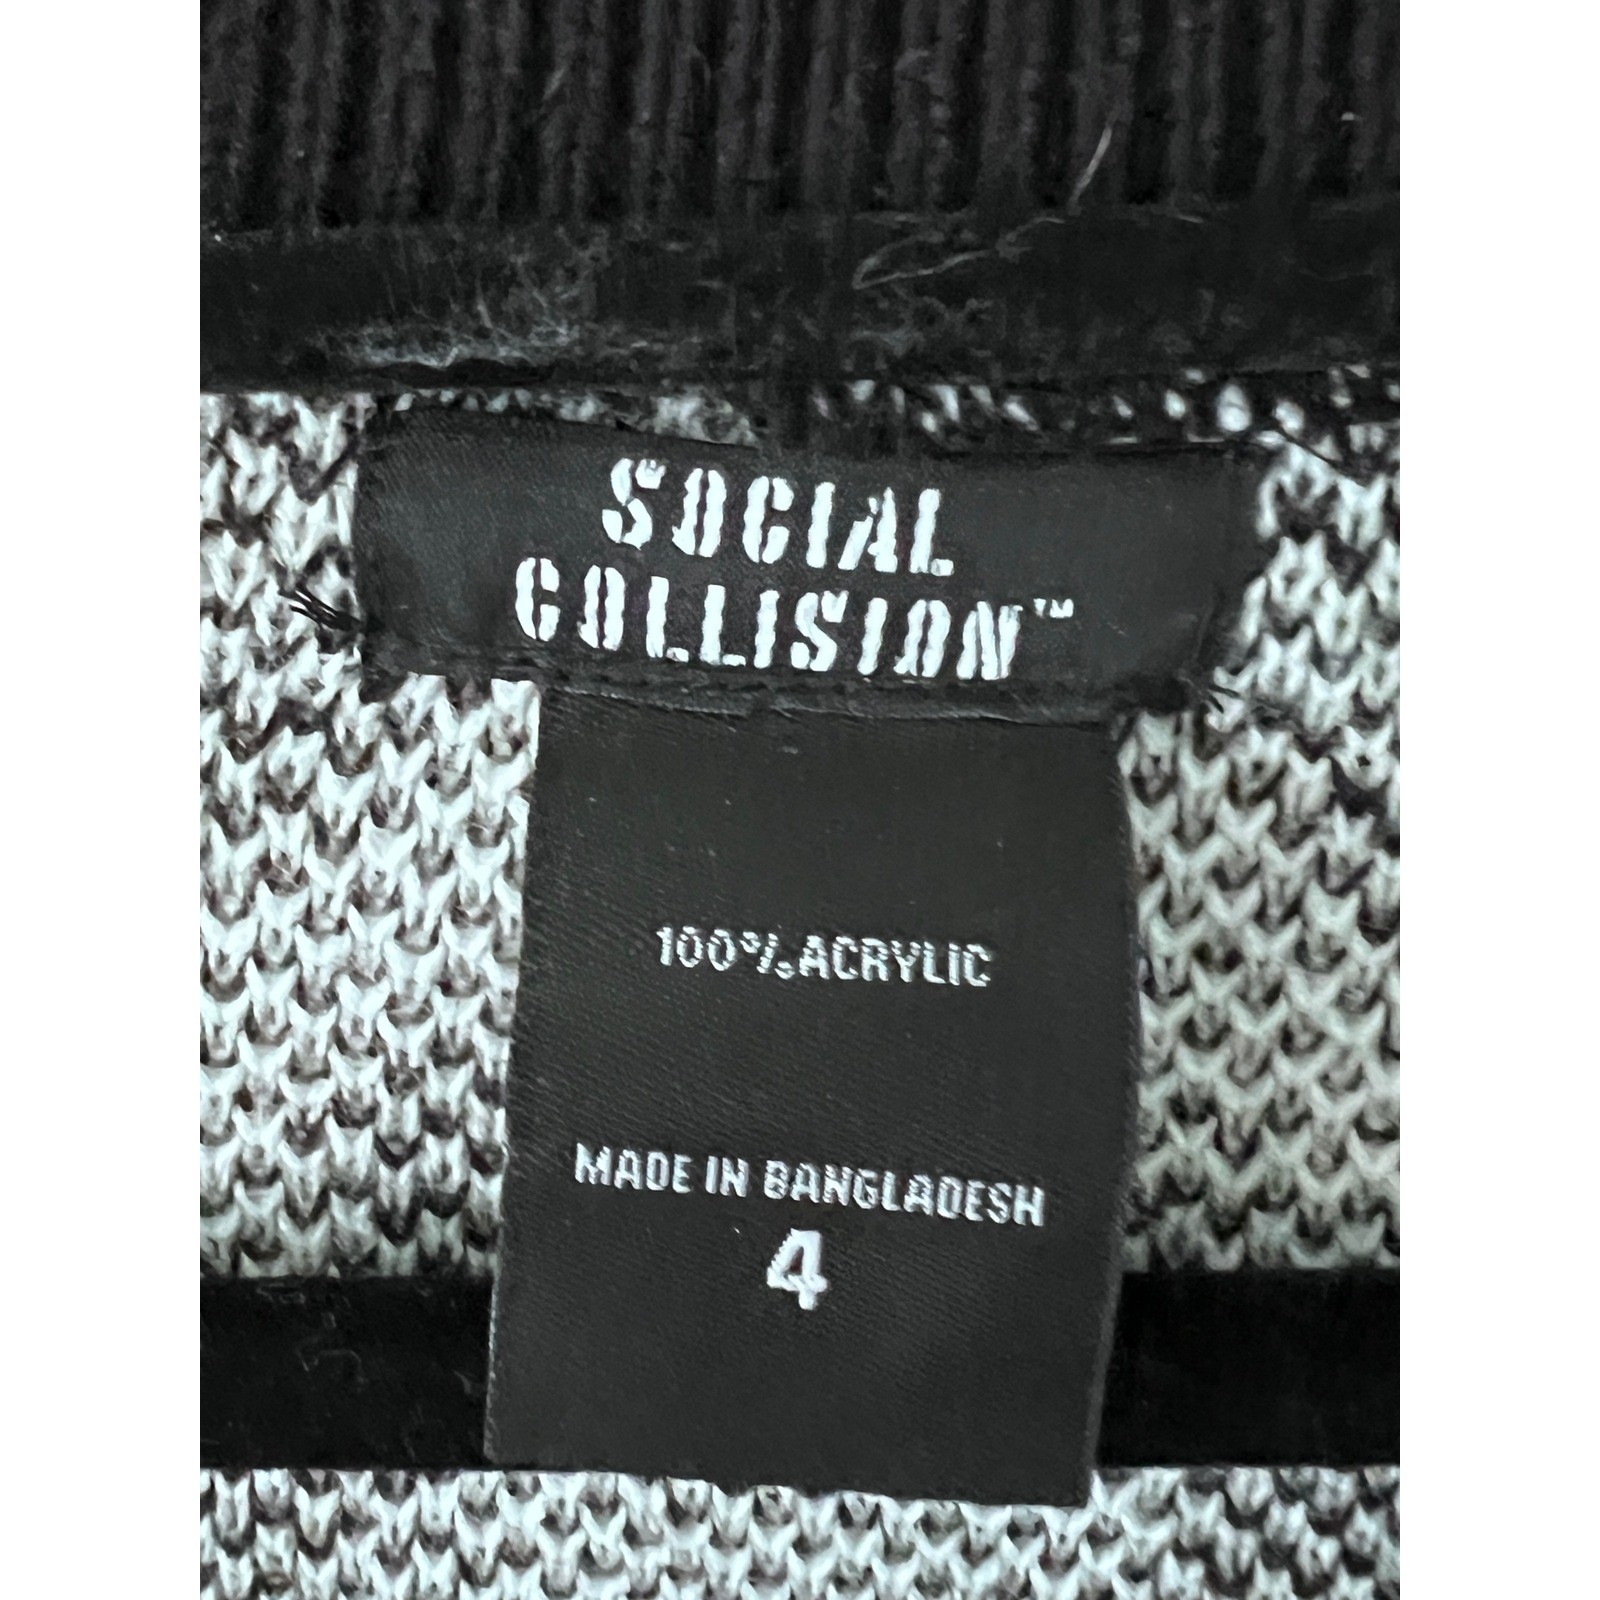 SOCIAL
COLLISION™
100% ACRYLIC
MADE IN BANGLADESH
4